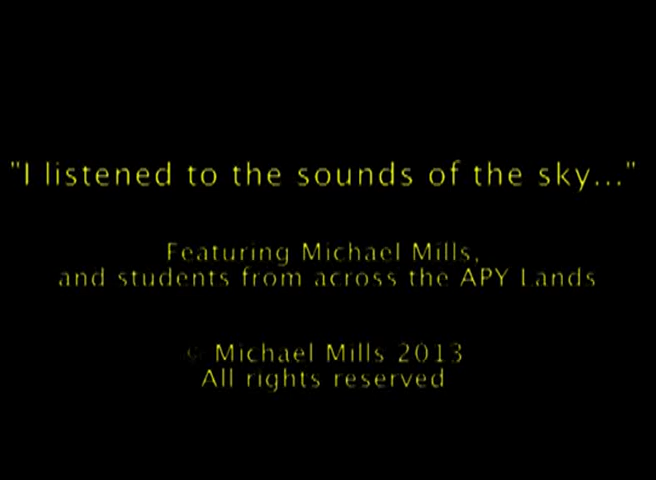 "I listened to the sounds of the sky..."
Featuring Michael Mills,
and students from across the APY Lands
© Michael Mills 2013
All rights reserved